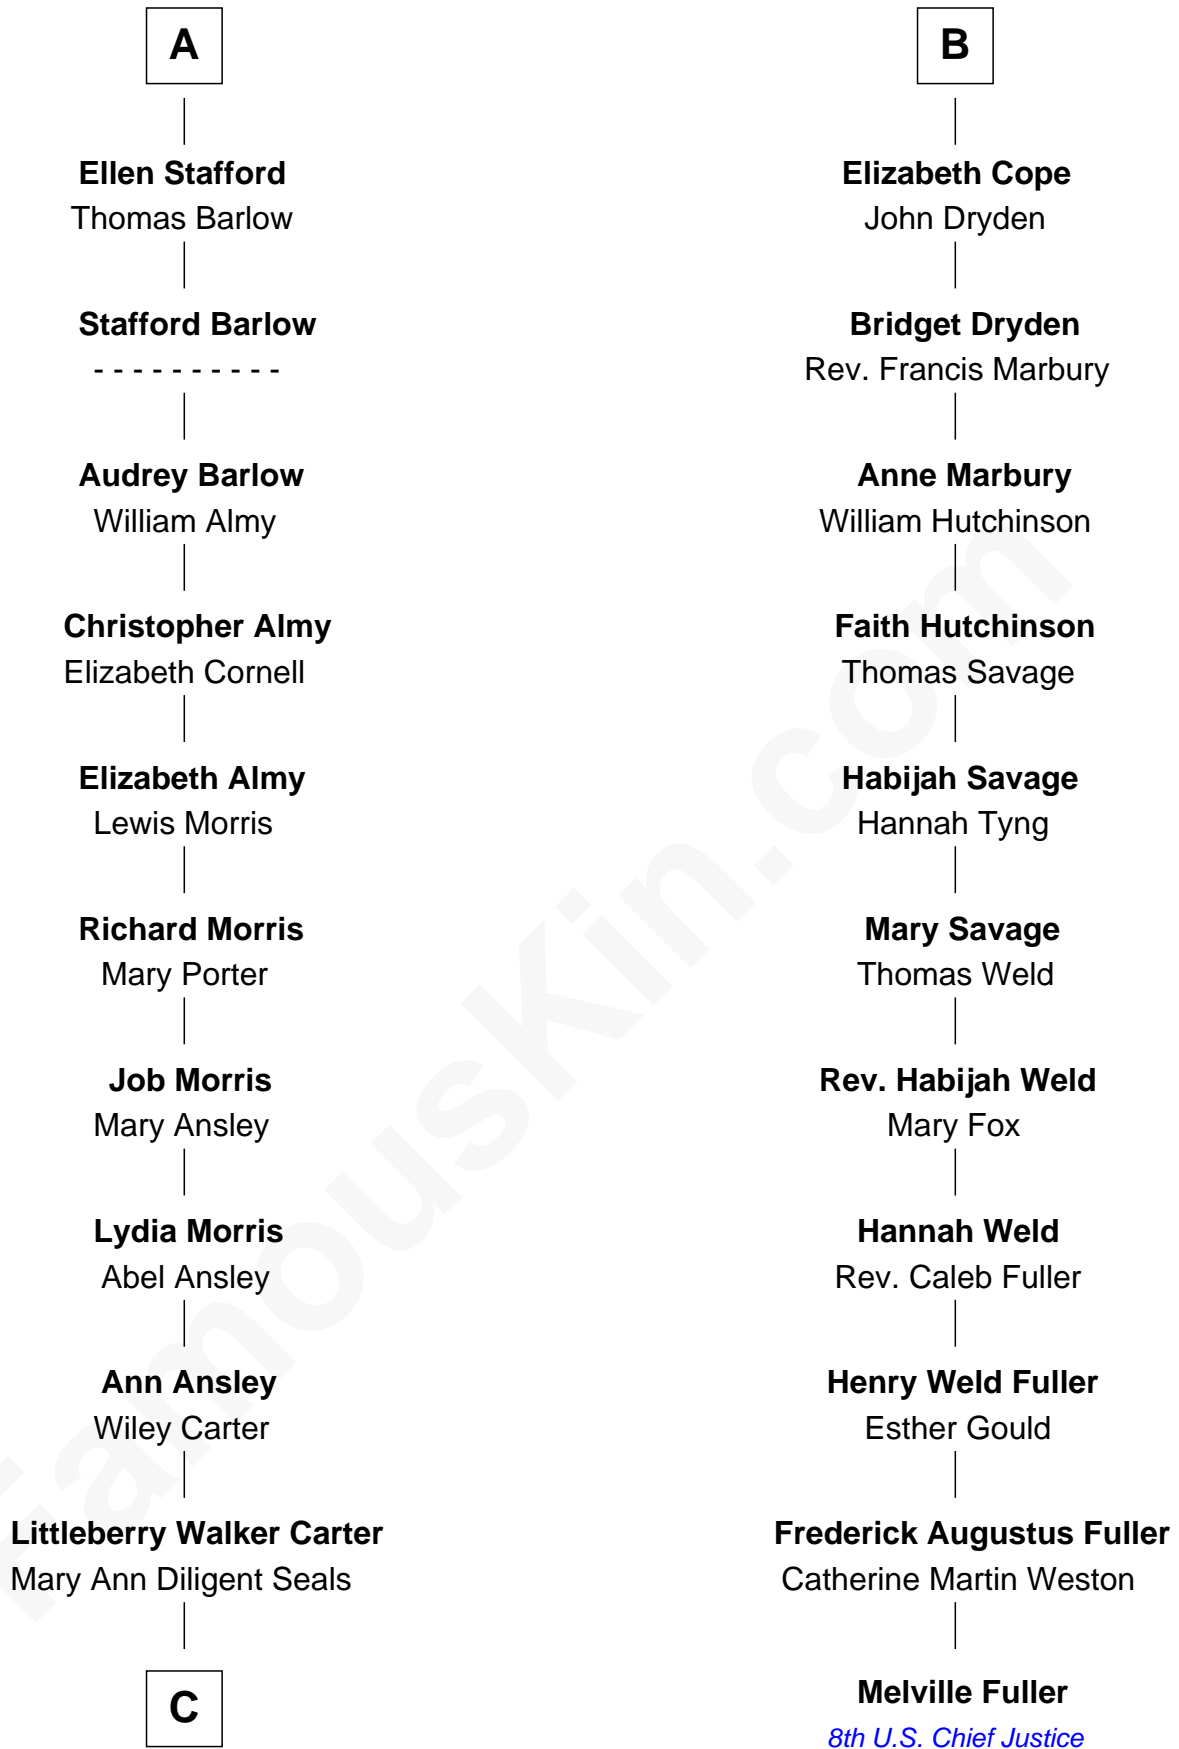 A
Ellen Stafford
Thomas Barlow
Stafford Barlow
- - - - - - - - - -
Audrey Barlow
William Almy
Christopher Almy
Elizabeth Cornell
Elizabeth Almy
Lewis Morris
Richard Morris
Mary Porter
Job Morris
Mary Ansley
Lydia Morris
Abel Ansley
Ann Ansley
Wiley Carter
Littleberry Walker Carter
Mary Ann Diligent Seals
C
B
Elizabeth Cope
John Dryden
Bridget Dryden
Rev. Francis Marbury
Anne Marbury
William Hutchinson
Faith Hutchinson
Thomas Savage
Habijah Savage
Hannah Tyng
Mary Savage
Thomas Weld
Rev. Habijah Weld
Mary Fox
Hannah Weld
Rev. Caleb Fuller
Henry Weld Fuller
Esther Gould
Frederick Augustus Fuller
Catherine Martin Weston
Melville Fuller
8th U.S. Chief Justice
FamousKin.com